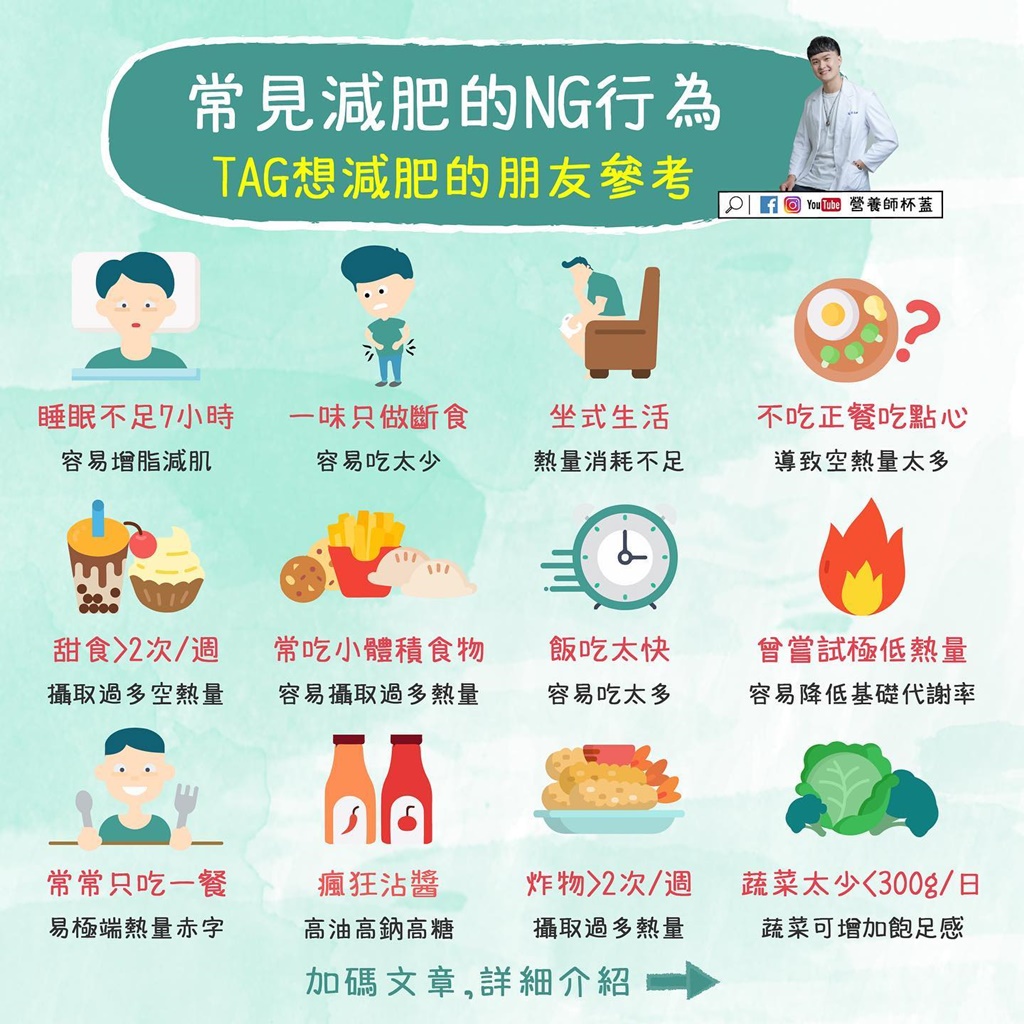 常見減肥的NG行為
TAG想減肥的朋友參考
YouTube 營養師杯蓋
睡眠不足7小時
容易增脂減肌
一味只做斷食
容易吃太少
坐式生活
熱量消耗不足
不吃正餐吃點心
導致空熱量太多
甜食>2次/週
攝取過多空熱量
常吃小體積食物
容易攝取過多熱量
飯吃太快
容易吃太多
曾嘗試極低熱量
容易降低基礎代謝率
常常只吃一餐
易極端熱量赤字
瘋狂沾醬
高油高鈉高糖
炸物>2次/週
攝取過多熱量
蔬菜太少<300g/日
蔬菜可增加飽足感
加碼文章,詳細介紹